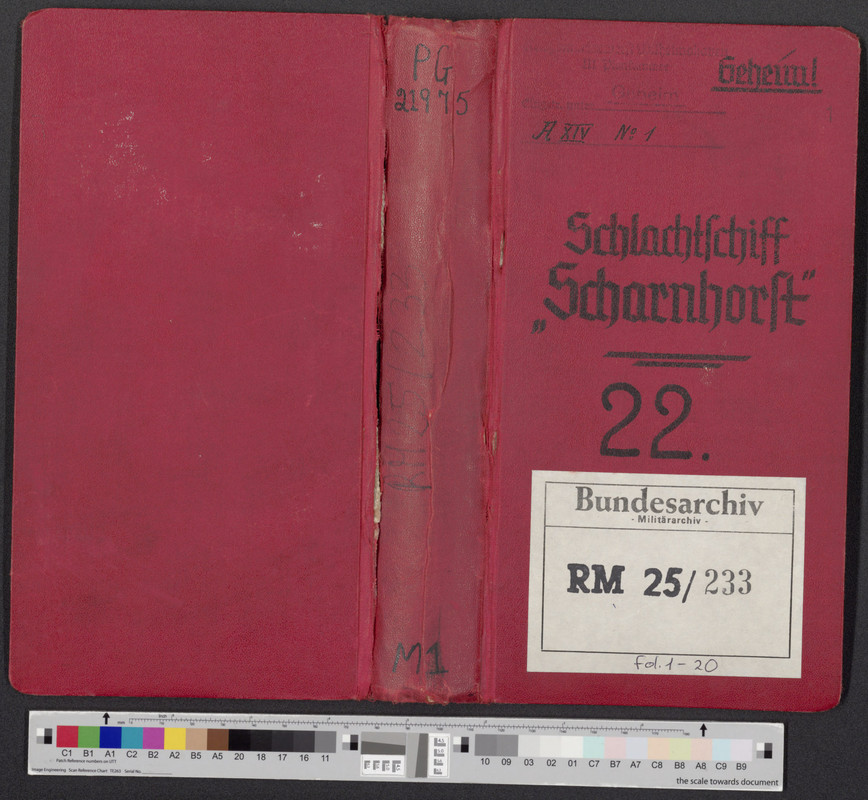 PG
21975
M1
Geheim!
A XIV No 1
Schlachtschiff
„Scharnhorst"
22.
Bundesarchiv
- Militärarchiv -
RM 25/233
fol. 1 - 20
C1 B1 A1 C2 B2 A2 B5 A5 20 18 17 16 11 10 09 03 02 01 C7 B7 A7 C8 B8 A8 C9 B9
the scale towards document